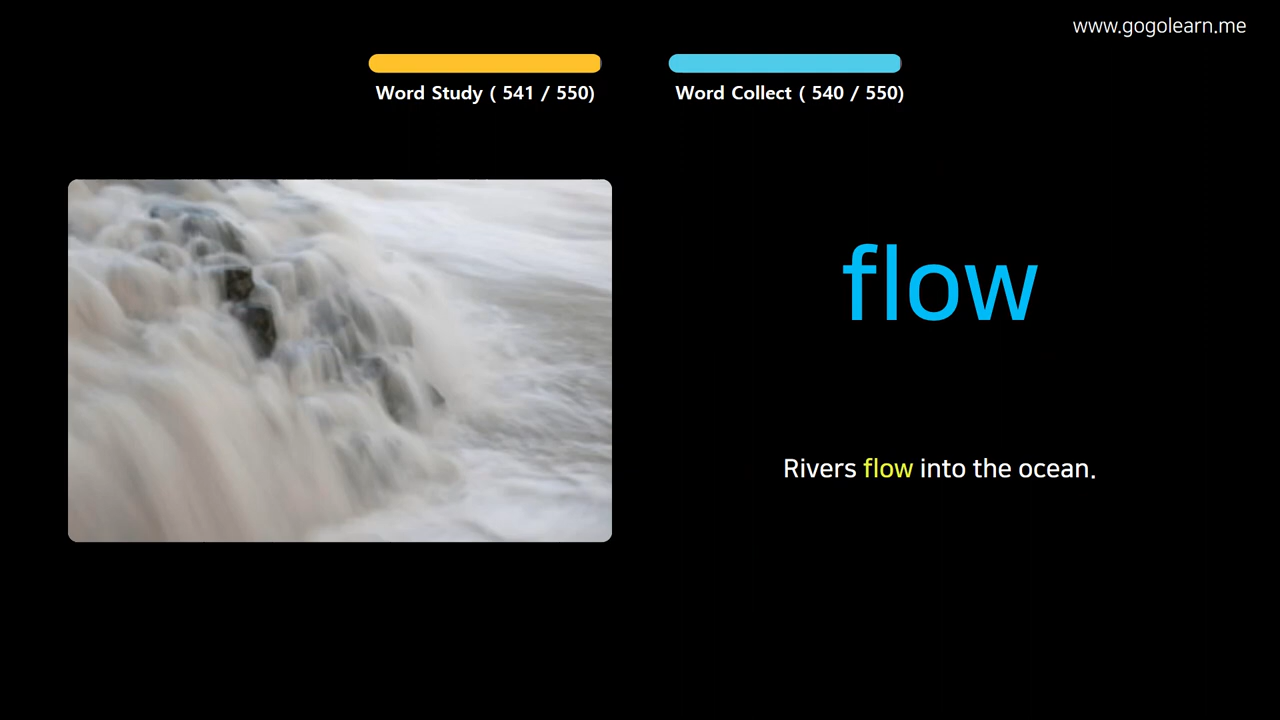 www.gogolearn.me
Word Study ( 541 / 550)
Word Collect ( 540 / 550)
flow
Rivers flow into the ocean.